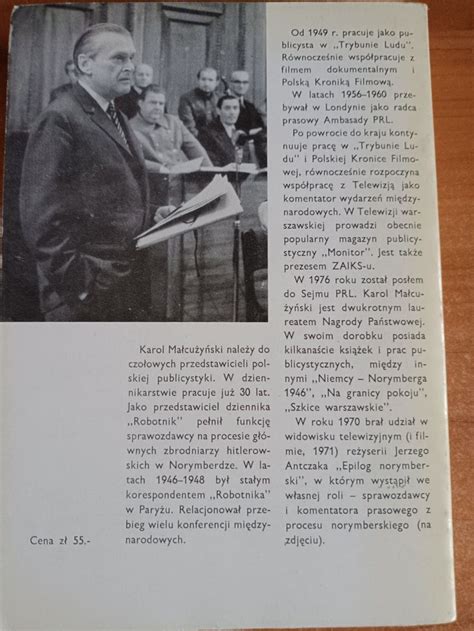 Karol Małcużyński należy do
czołowych przedstawicieli pol-
skiej publicystyki. W dzien-
nikarstwie pracuje już 30 lat.
Jako przedstawiciel dziennika
,,Robotnik" pełnił funkcję
sprawozdawcy na procesie głó-
wnych zbrodniarzy hitlerow-
skich w Norymberdze. W la-
tach 1946–1948 był stałym
korespondentem ,,Robotnika"
w Paryżu. Relacjonował prze-
bieg wielu konferencji między-
narodowych.
Cena zł 55.-
Od 1949 r. pracuje jako pu-
blicysta w ,,Trybunie Ludu".
Równocześnie współpracuje z
filmem dokumentalnym i
Polską Kroniką Filmową.
W latach 1956–1960 prze-
bywał w Londynie jako radca
prasowy Ambasady PRL.
Po powrocie do kraju konty-
nuuje pracę w ,,Trybunie Lu-
du" i Polskiej Kronice Filmo-
wej, równocześnie rozpoczyna
współpracę z Telewizją jako
komentator wydarzeń między-
narodowych. W Telewizji war-
szawskiej prowadzi obecnie
popularny magazyn publicy-
styczny ,,Monitor". Jest także
prezesem ZAIKS-u.
W 1976 roku został posłem
do Sejmu PRL. Karol Małcu-
żyński jest dwukrotnym lau-
reatem Nagrody Państwowej.
W swoim dorobku posiada
kilkanaście książek i prac pu-
blicystycznych, między in-
nymi ,,Niemcy – Norymberga
1946", ,,Na granicy pokoju",
,,Szkice warszawskie".
W roku 1970 brał udział w
widowisku telewizyjnym (i fil-
mie, 1971) reżyserii Jerzego
Antczaka ,,Epilog norymber-
ski", w którym wystąpił we
własnej roli – sprawozdawcy
i komentatora prasowego z
procesu norymberskiego (na
zdjęciu).